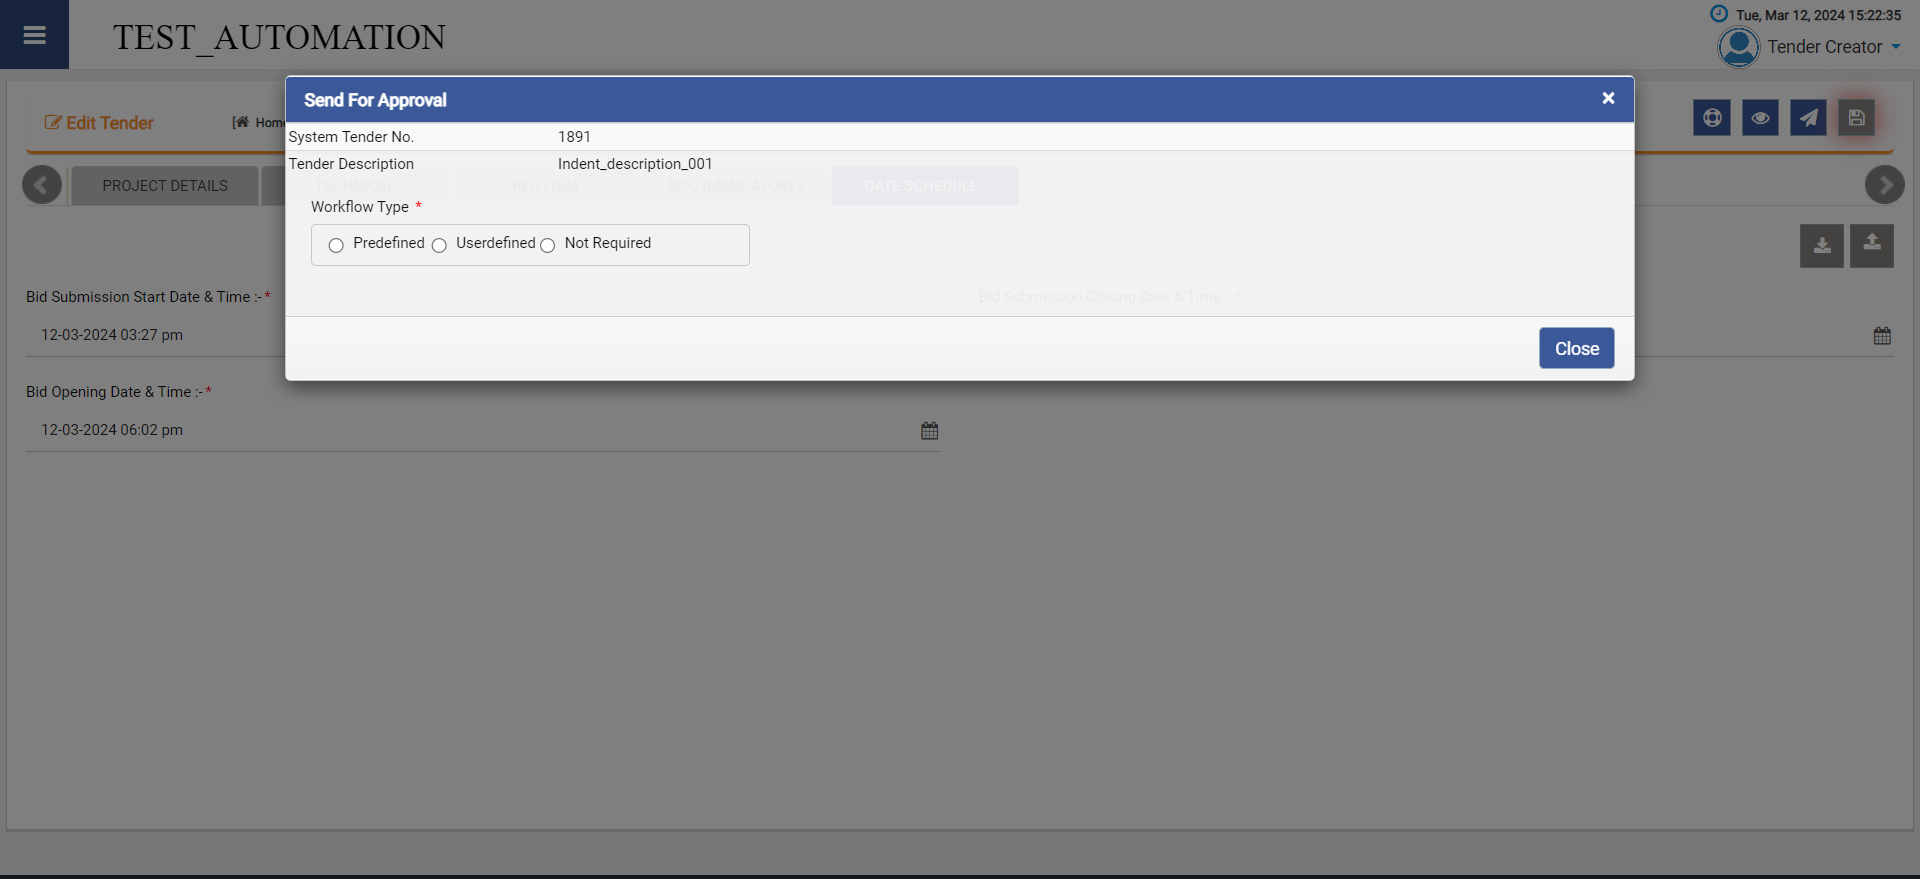 TEST_AUTOMATION
Tue, Mar 12, 2024 15:22:35
Tender Creator
Send For Approval
×
Edit Tender
[ Home
System Tender No. 1891
Tender Description Indent_description_001
PROJECT DETAILS TECHNICAL RFQ ITEM BOQ (MANDATORY) DATE SCHEDULE
Workflow Type *
Predefined Userdefined Not Required
Bid Submission Start Date & Time :- * Bid Submission Closing Date & Time :- *
12-03-2024 03:27 pm
Close
Bid Opening Date & Time :- *
12-03-2024 06:02 pm